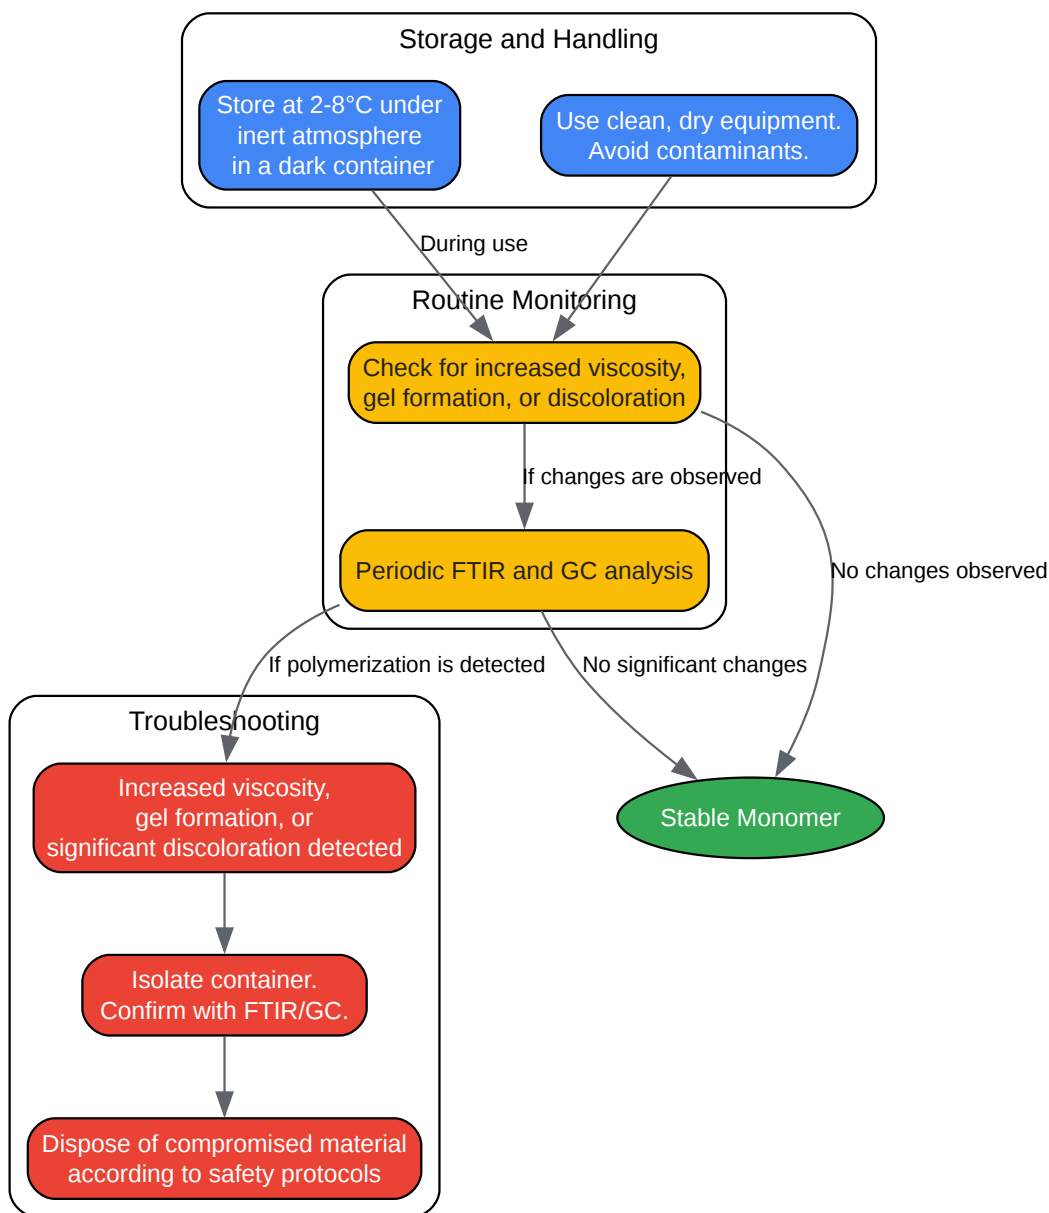 Storage and Handling
Store at 2-8°C under
inert atmosphere
in a dark container
Use clean, dry equipment.
Avoid contaminants.
During use
Routine Monitoring
Check for increased viscosity,
gel formation, or discoloration
If changes are observed
No changes observed
Periodic FTIR and GC analysis
If polymerization is detected
No significant changes
Troubleshooting
Increased viscosity,
gel formation, or
significant discoloration detected
Stable Monomer
Isolate container.
Confirm with FTIR/GC.
Dispose of compromised material
according to safety protocols